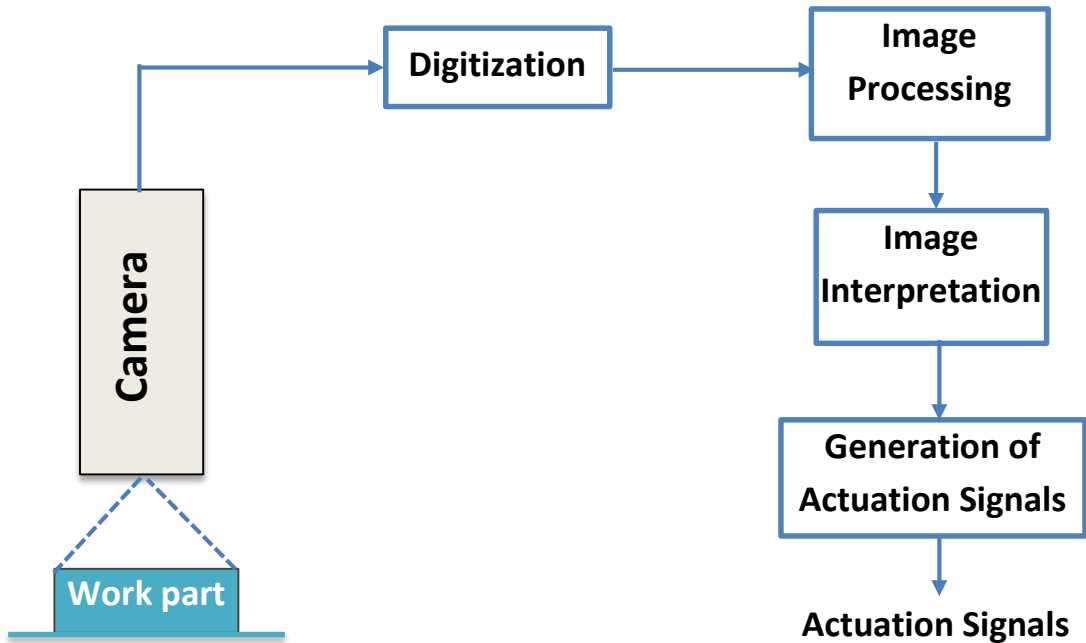 Digitization
Image
Processing
Camera
Image
Interpretation
Generation of
Actuation Signals
Work part
Actuation Signals